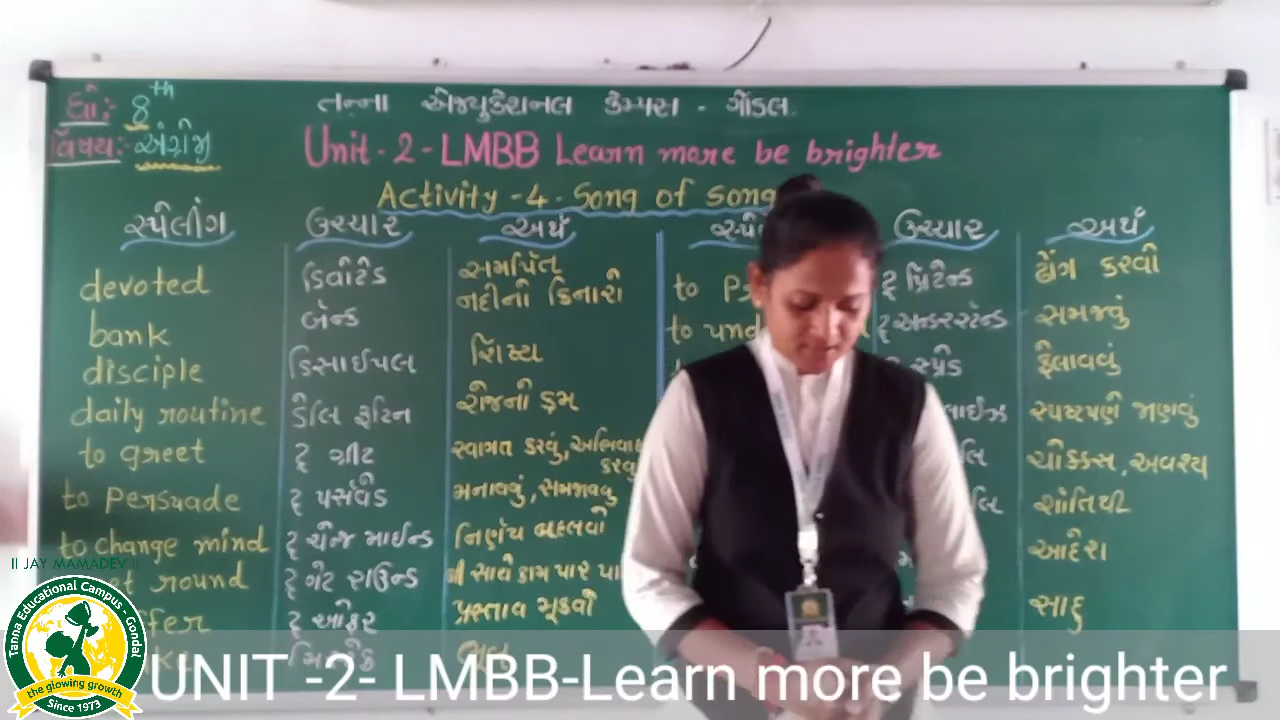 ધો:- 8th
તન્ના એજ્યુકેશનલ કેમ્પસ - ગોંડલ.
વિષય:- અંગ્રેજી
Unit - 2 - LMBB Learn more be brighter
Activity - 4 - Song of song
સ્પેલીંગ ઉચ્ચાર અર્થ ઉચ્ચાર અર્થ
devoted ડિવોટેડ સમર્પિત to ટૂ પ્રિટેન્ડ ઢોંગ કરવો
bank બેન્ક નદીનો કિનારો to ટૂ અન્ડરસ્ટેન્ડ સમજવું
disciple ડિસાઈપલ શિષ્ય સ્પ્રેડ ફેલાવવું
daily routine ડેલિ રૂટિન રોજનો ક્રમ સ્પષ્ટપણે જાણવું
to greet ટૂ ગ્રીટ સ્વાગત કરવું, ચોક્કસ, અવશ્ય
to persuade ટૂ પર્સવેડ મનાવવું, સમજાવવુ શાંતિથી
to change mind ટૂ ચેન્જ માઈન્ડ નિર્ણય બદલવો આદેશ
round ટૂ ગેટ રાઉન્ડ સાથે કામ પાર
ટૂ ઓફર પ્રસ્તાવ મૂકવો સાદુ
II JAY MAMADEV II
Tanna Educational Campus - Gondal
the glowing growth
Since 1973
UNIT -2- LMBB-Learn more be brighter